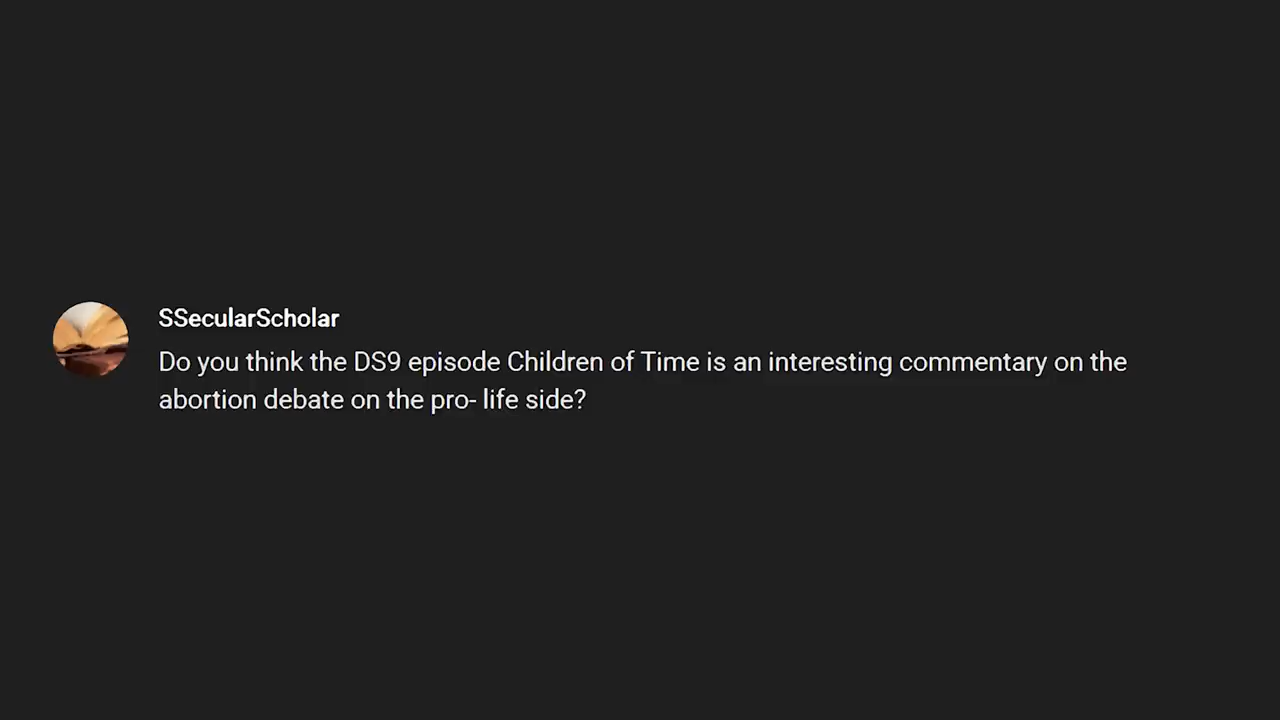 SSecularScholar
Do you think the DS9 episode Children of Time is an interesting commentary on the
abortion debate on the pro- life side?